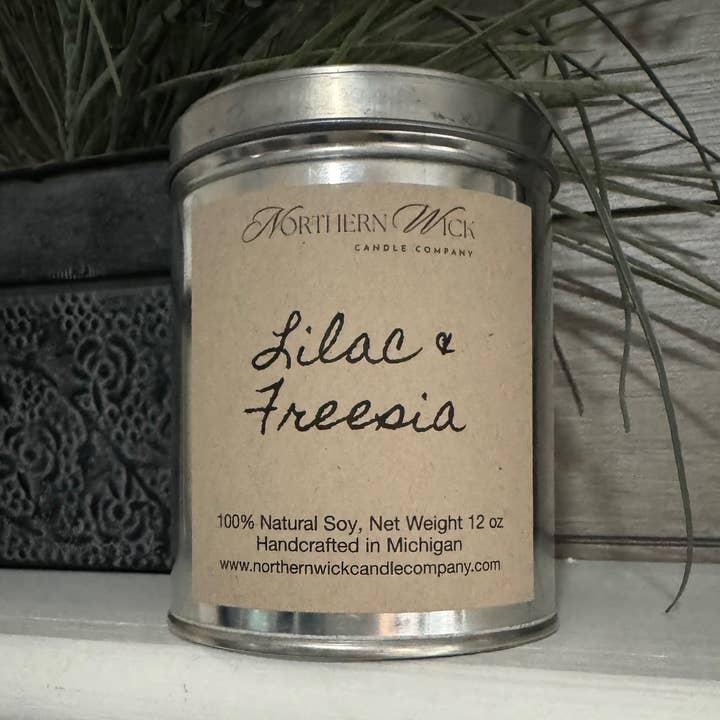 Northern Wick
CANDLE COMPANY
Lilac &
Freesia
100% Natural Soy, Net Weight 12 oz
Handcrafted in Michigan
www.northernwickcandlecompany.com